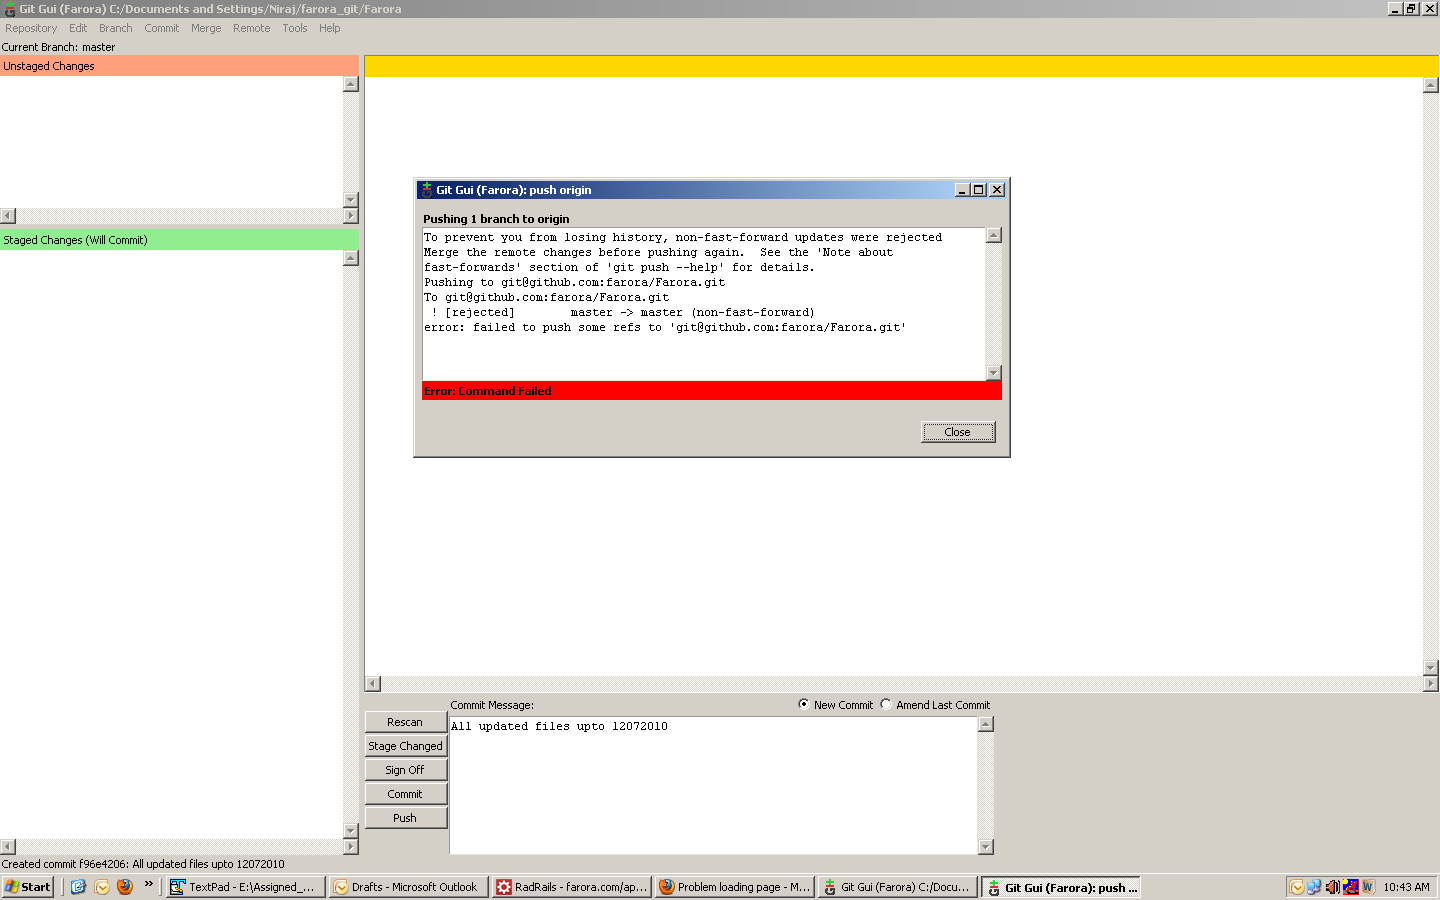 Git Gui (Farora) C:/Documents and Settings/Niraj/farora_git/Farora
Repository Edit Branch Commit Merge Remote Tools Help
Current Branch: master
Unstaged Changes
Staged Changes (Will Commit)
Git Gui (Farora): push origin
Pushing 1 branch to origin
To prevent you from losing history, non-fast-forward updates were rejected
Merge the remote changes before pushing again.  See the 'Note about
fast-forwards' section of 'git push --help' for details.
Pushing to git@github.com:farora/Farora.git
To git@github.com:farora/Farora.git
! [rejected]        master -> master (non-fast-forward)
error: failed to push some refs to 'git@github.com:farora/Farora.git'
Error: Command Failed
Close
Commit Message:
New Commit
Amend Last Commit
Rescan
Stage Changed
Sign Off
Commit
Push
All updated files upto 12072010
Created commit f96e4206: All updated files upto 12072010
Start
TextPad - E:\Assigned_...
Drafts - Microsoft Outlook
RadRails - farora.com/ap...
Problem loading page - M...
Git Gui (Farora) C:/Docu...
Git Gui (Farora): push ...
10:43 AM